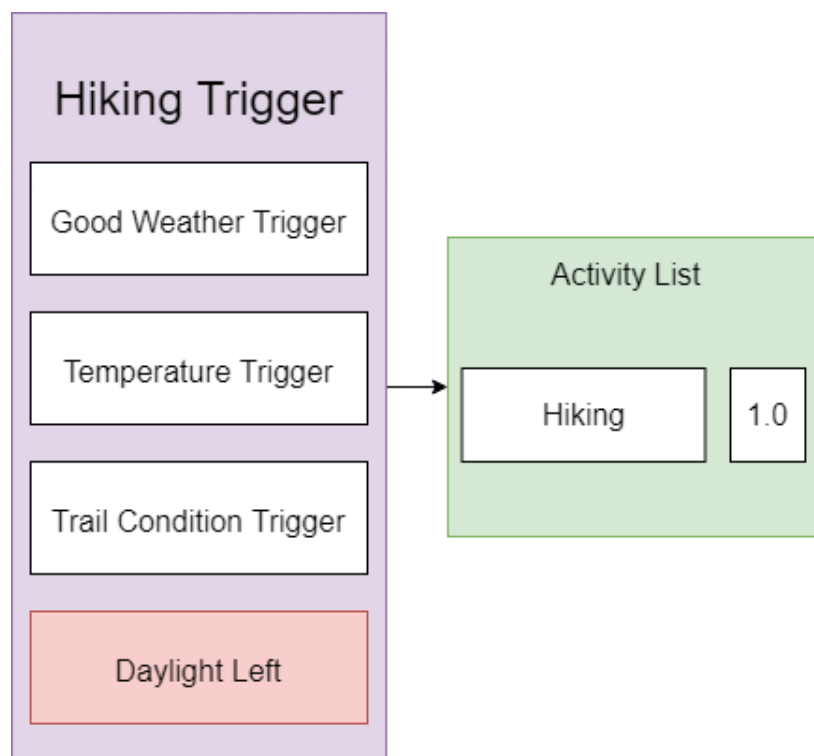 Hiking Trigger
Good Weather Trigger
Temperature Trigger
Trail Condition Trigger
Daylight Left
Activity List
Hiking
1.0